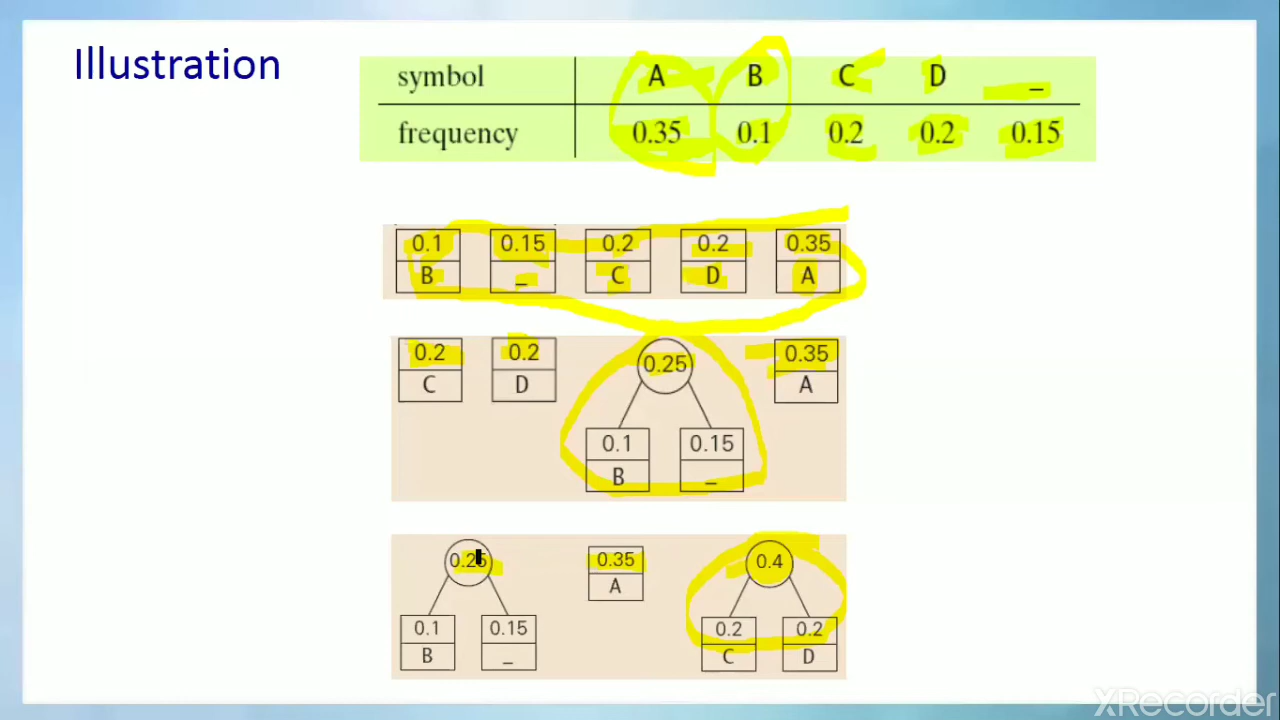 Illustration
symbol A B C D _
frequency 0.35 0.1 0.2 0.2 0.15
0.1 0.15 0.2 0.2 0.35
B _ C D A
0.2 0.2 0.25 0.35
C D A
0.1 0.15
B _
0.25 0.35 0.4
A
0.1 0.15 0.2 0.2
B _ C D
XRecorder